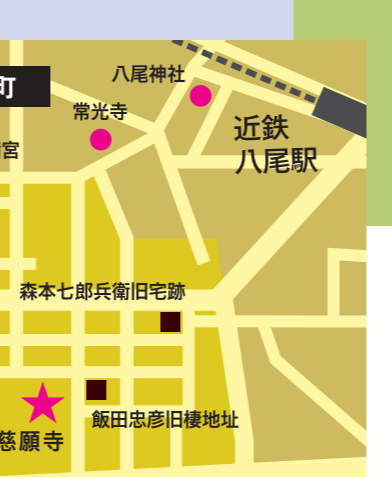 八尾神社
町
常光寺
近鉄
八尾駅
宮
森本七郎兵衛旧宅跡
飯田忠彦旧棲地址
慈願寺